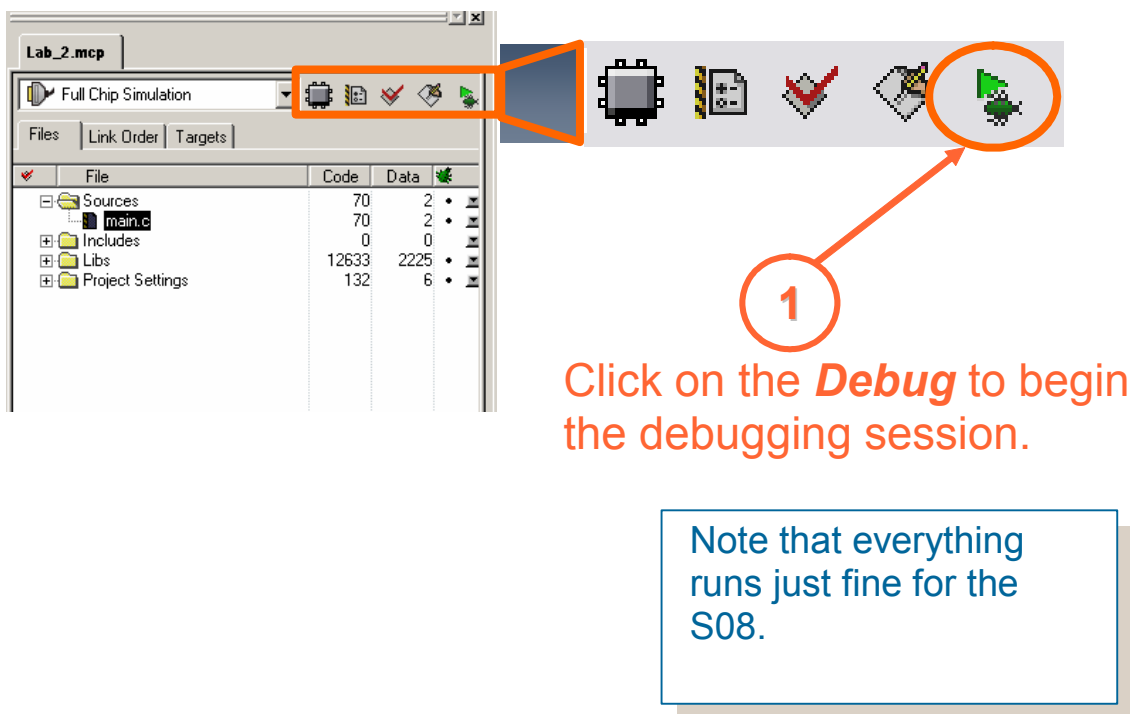 Lab_2.mcp
Full Chip Simulation
Files Link Order Targets
File Code Data
Sources 70 2
main.c 70 2
Includes 0 0
Libs 12633 2225
Project Settings 132 6
1
Click on the Debug to begin
the debugging session.
Note that everything
runs just fine for the
S08.